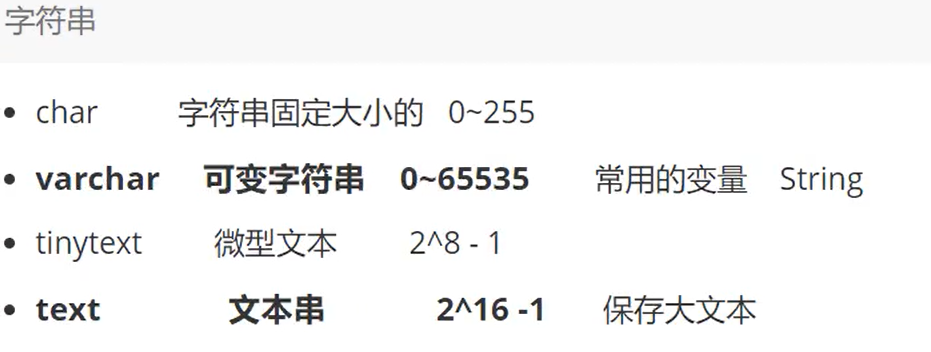 字符串
• char 字符串固定大小的 0~255
• varchar 可变字符串 0~65535 常用的变量 String
• tinytext 微型文本 2^8 - 1
• text 文本串 2^16 -1 保存大文本